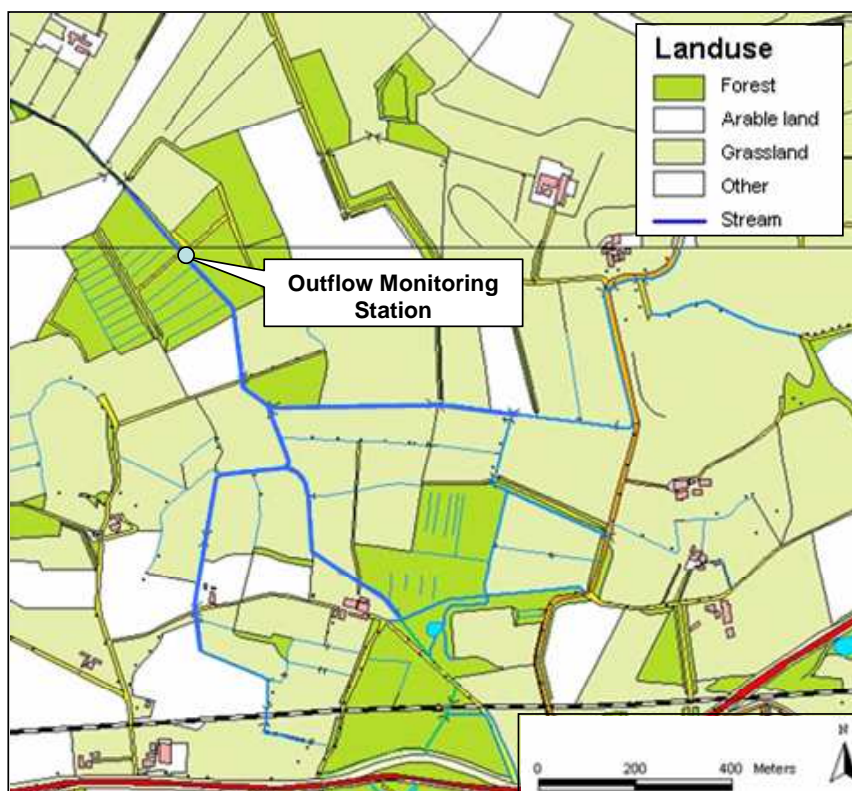 Landuse
Forest
Arable land
Grassland
Other
Stream
Outflow Monitoring
Station
N
0 200 400 Meters